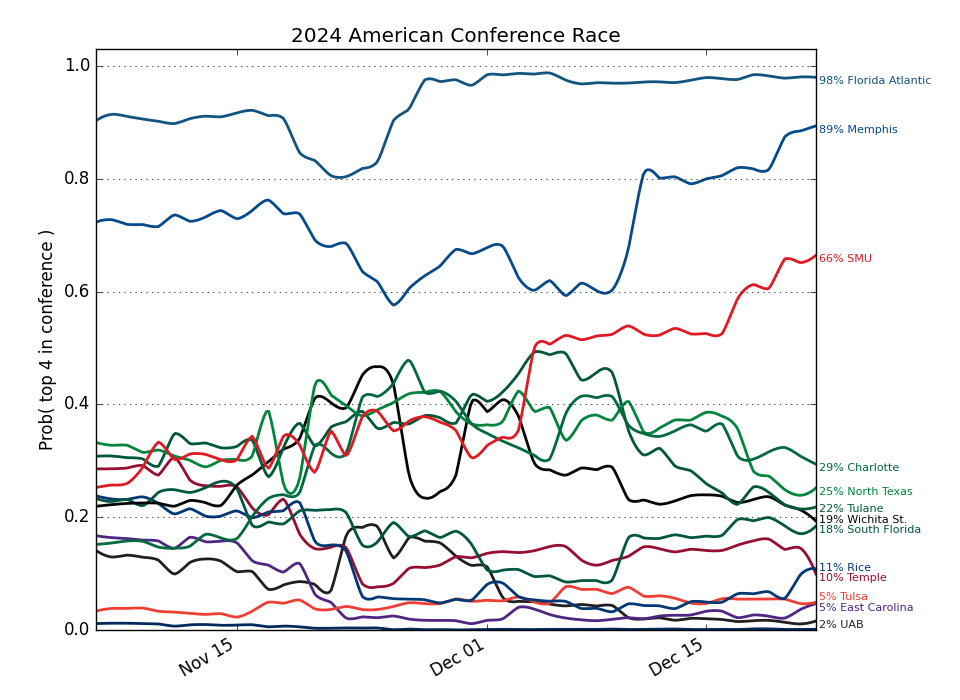 2024 American Conference Race
Prob( top 4 in conference )
1.0
0.8
0.6
0.4
0.2
0.0
Nov 15
Dec 01
Dec 15
98% Florida Atlantic
89% Memphis
66% SMU
29% Charlotte
25% North Texas
22% Tulane
19% Wichita St.
18% South Florida
11% Rice
10% Temple
5% Tulsa
5% East Carolina
2% UAB